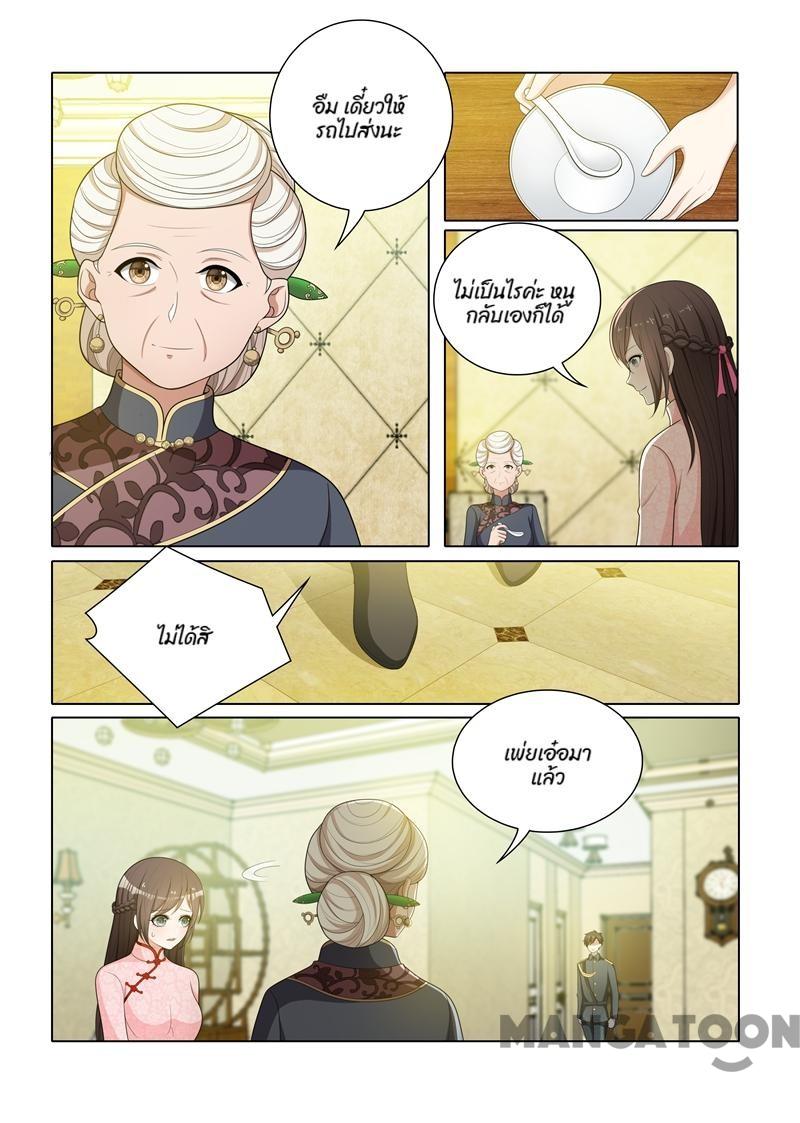 อืม เดี๋ยวให้
รถไปส่งนะ
ไม่เป็นไรค่ะ หนู
กลับเองก็ได้
ไม่ได้สิ
เพ่ยเอ๋อมา
แล้ว
MANGATOON